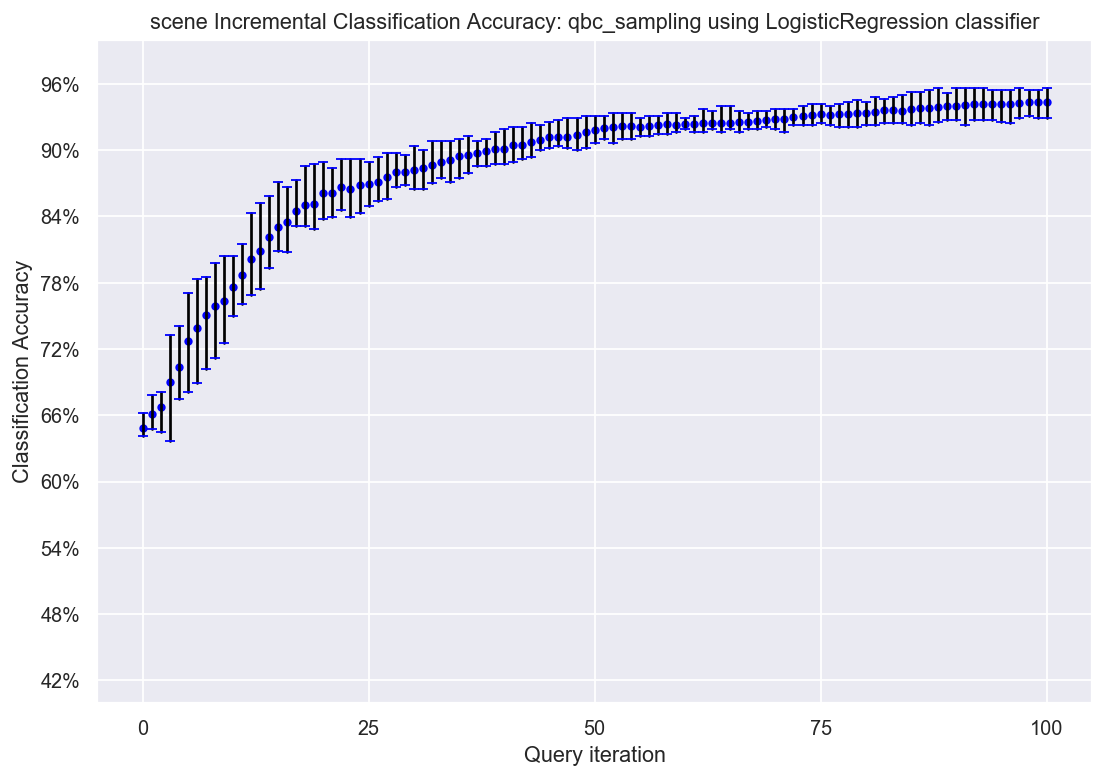 scene Incremental Classification Accuracy: qbc_sampling using LogisticRegression classifier
96%
90%
84%
78%
72%
66%
60%
54%
48%
42%
Classification Accuracy
0 25 50 75 100
Query iteration